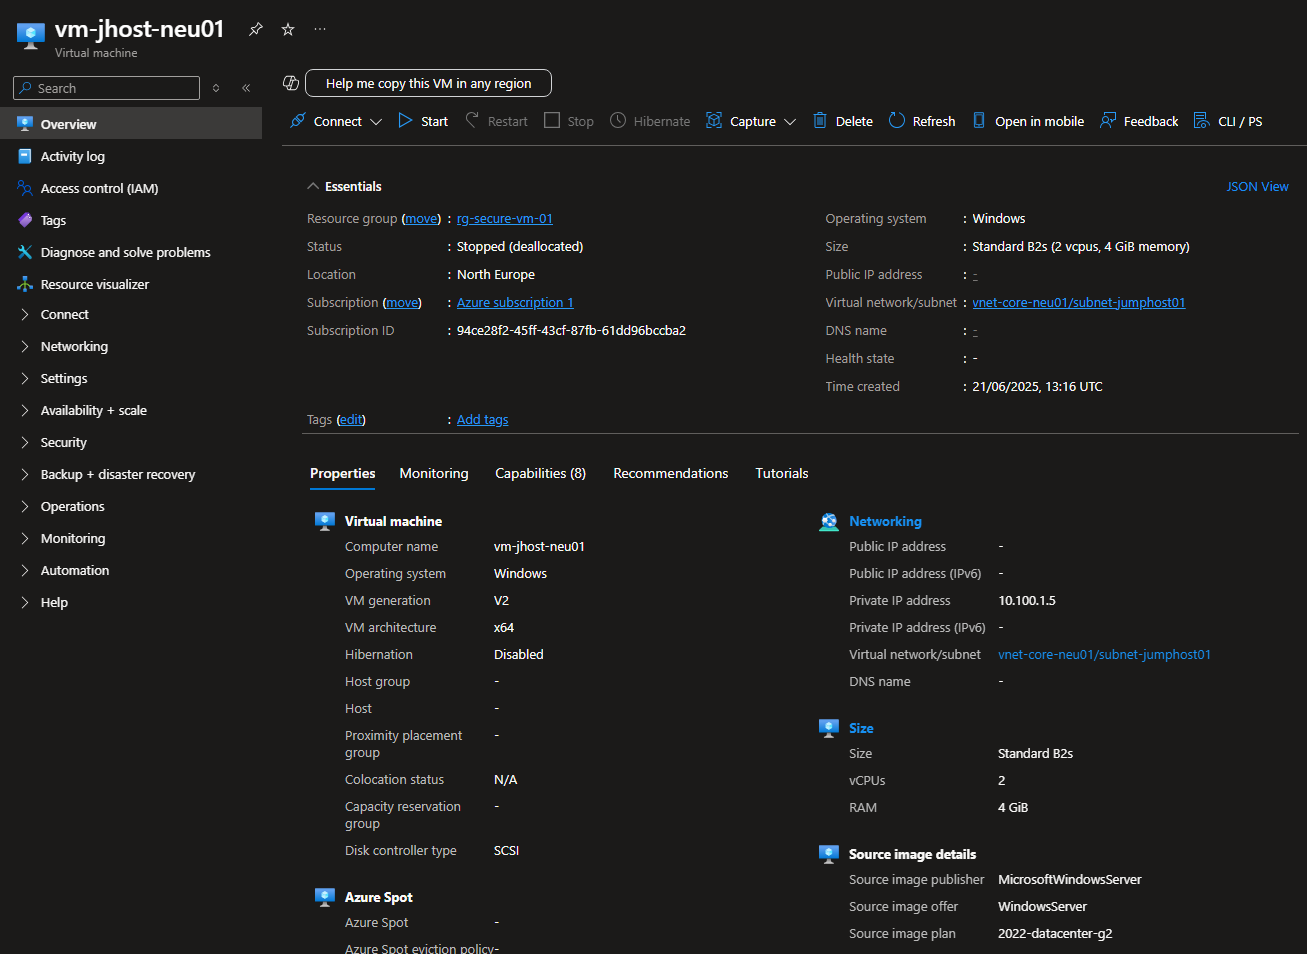 vm-jhost-neu01
Virtual machine
Search
Overview
Activity log
Access control (IAM)
Tags
Diagnose and solve problems
Resource visualizer
Connect
Networking
Settings
Availability + scale
Security
Backup + disaster recovery
Operations
Monitoring
Automation
Help
Help me copy this VM in any region
Connect Start Restart Stop Hibernate Capture Delete Refresh Open in mobile Feedback CLI / PS
Essentials
JSON View
Resource group (move) : rg-secure-vm-01
Status : Stopped (deallocated)
Location : North Europe
Subscription (move) : Azure subscription 1
Subscription ID : 94ce28f2-45ff-43cf-87fb-61dd96bccba2
Operating system : Windows
Size : Standard B2s (2 vcpus, 4 GiB memory)
Public IP address : -
Virtual network/subnet : vnet-core-neu01/subnet-jumphost01
DNS name : -
Health state : -
Time created : 21/06/2025, 13:16 UTC
Tags (edit) : Add tags
Properties Monitoring Capabilities (8) Recommendations Tutorials
Virtual machine
Computer name vm-jhost-neu01
Operating system Windows
VM generation V2
VM architecture x64
Hibernation Disabled
Host group -
Host -
Proximity placement -
group
Colocation status N/A
Capacity reservation -
group
Disk controller type SCSI
Azure Spot
Azure Spot -
Azure Spot eviction policy-
Networking
Public IP address -
Public IP address (IPv6) -
Private IP address 10.100.1.5
Private IP address (IPv6) -
Virtual network/subnet vnet-core-neu01/subnet-jumphost01
DNS name -
Size
Size Standard B2s
vCPUs 2
RAM 4 GiB
Source image details
Source image publisher MicrosoftWindowsServer
Source image offer WindowsServer
Source image plan 2022-datacenter-g2